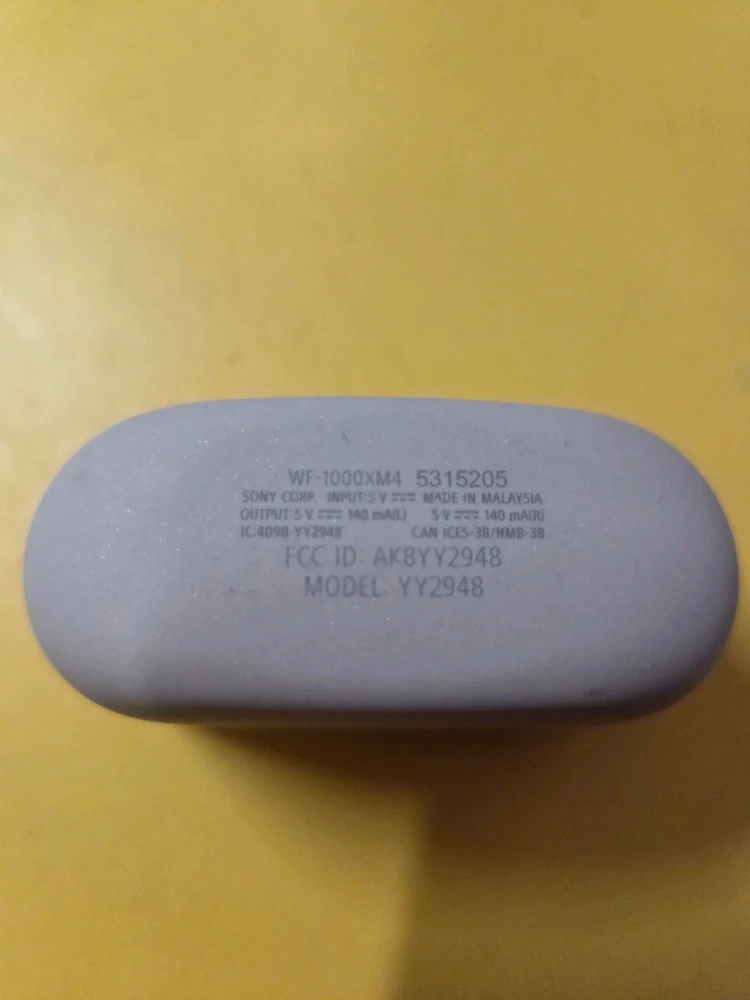 WF-1000XM4 5315205
SONY CORP. INPUT:5 V ⎓ MADE IN MALAYSIA
OUTPUT:5 V ⎓ 140 mA(L) 5 V ⎓ 140 mA(R)
IC:409B-YY2948 CAN ICES-3B/NMB-3B
FCC ID: AK8YY2948
MODEL: YY2948